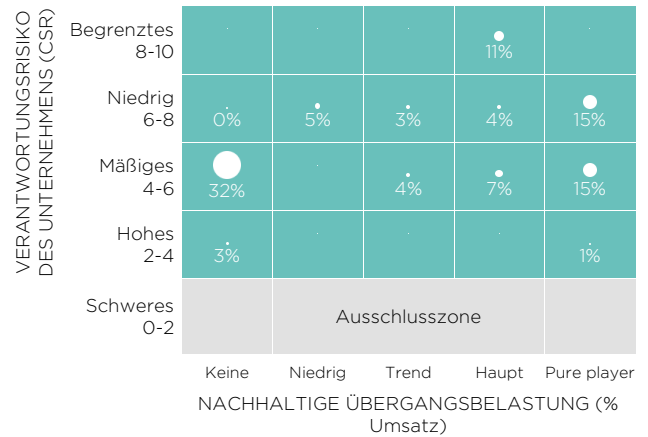 VERANTWORTUNGSRISIKO
DES UNTERNEHMENS (CSR)
Begrenztes
8-10
11%
Niedrig
6-8
0% 5% 3% 4% 15%
Mäßiges
4-6
32% 4% 7% 15%
Hohes
2-4
3% 1%
Schweres
0-2
Ausschlusszone
Keine Niedrig Trend Haupt Pure player
NACHHALTIGE ÜBERGANGSBELASTUNG (%
Umsatz)